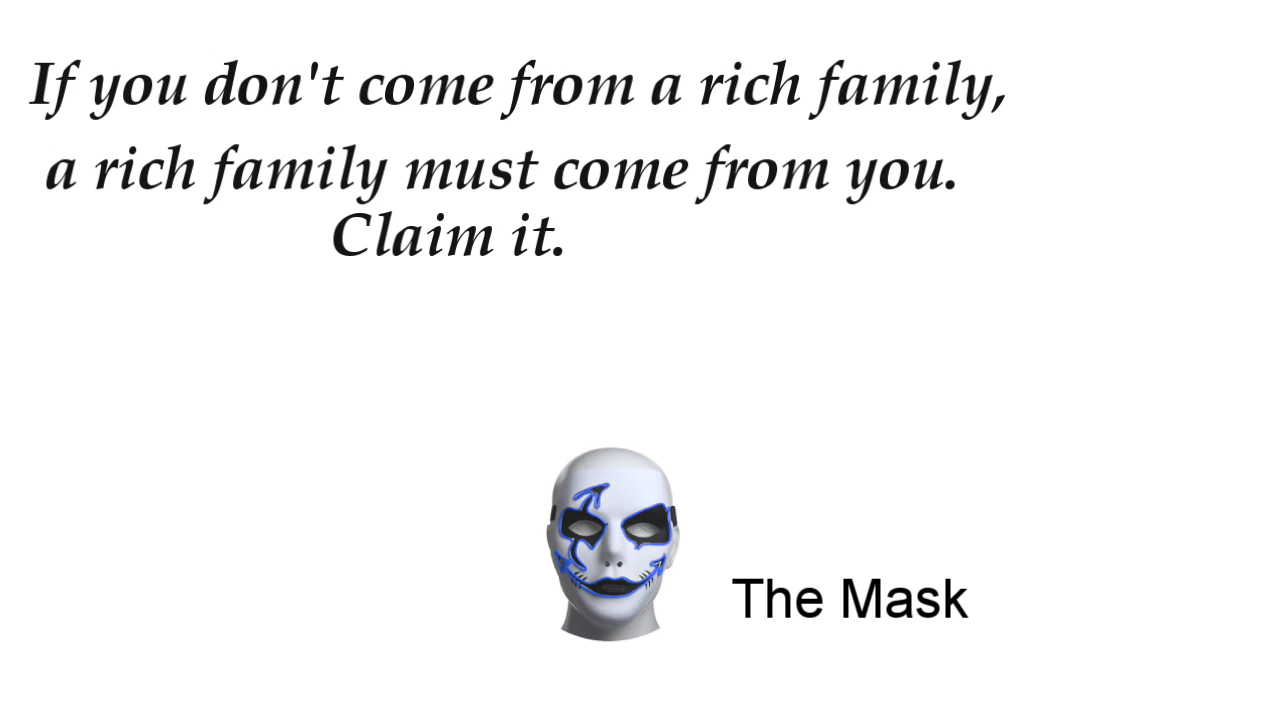 If you don't come from a rich family,
a rich family must come from you.
Claim it.
The Mask